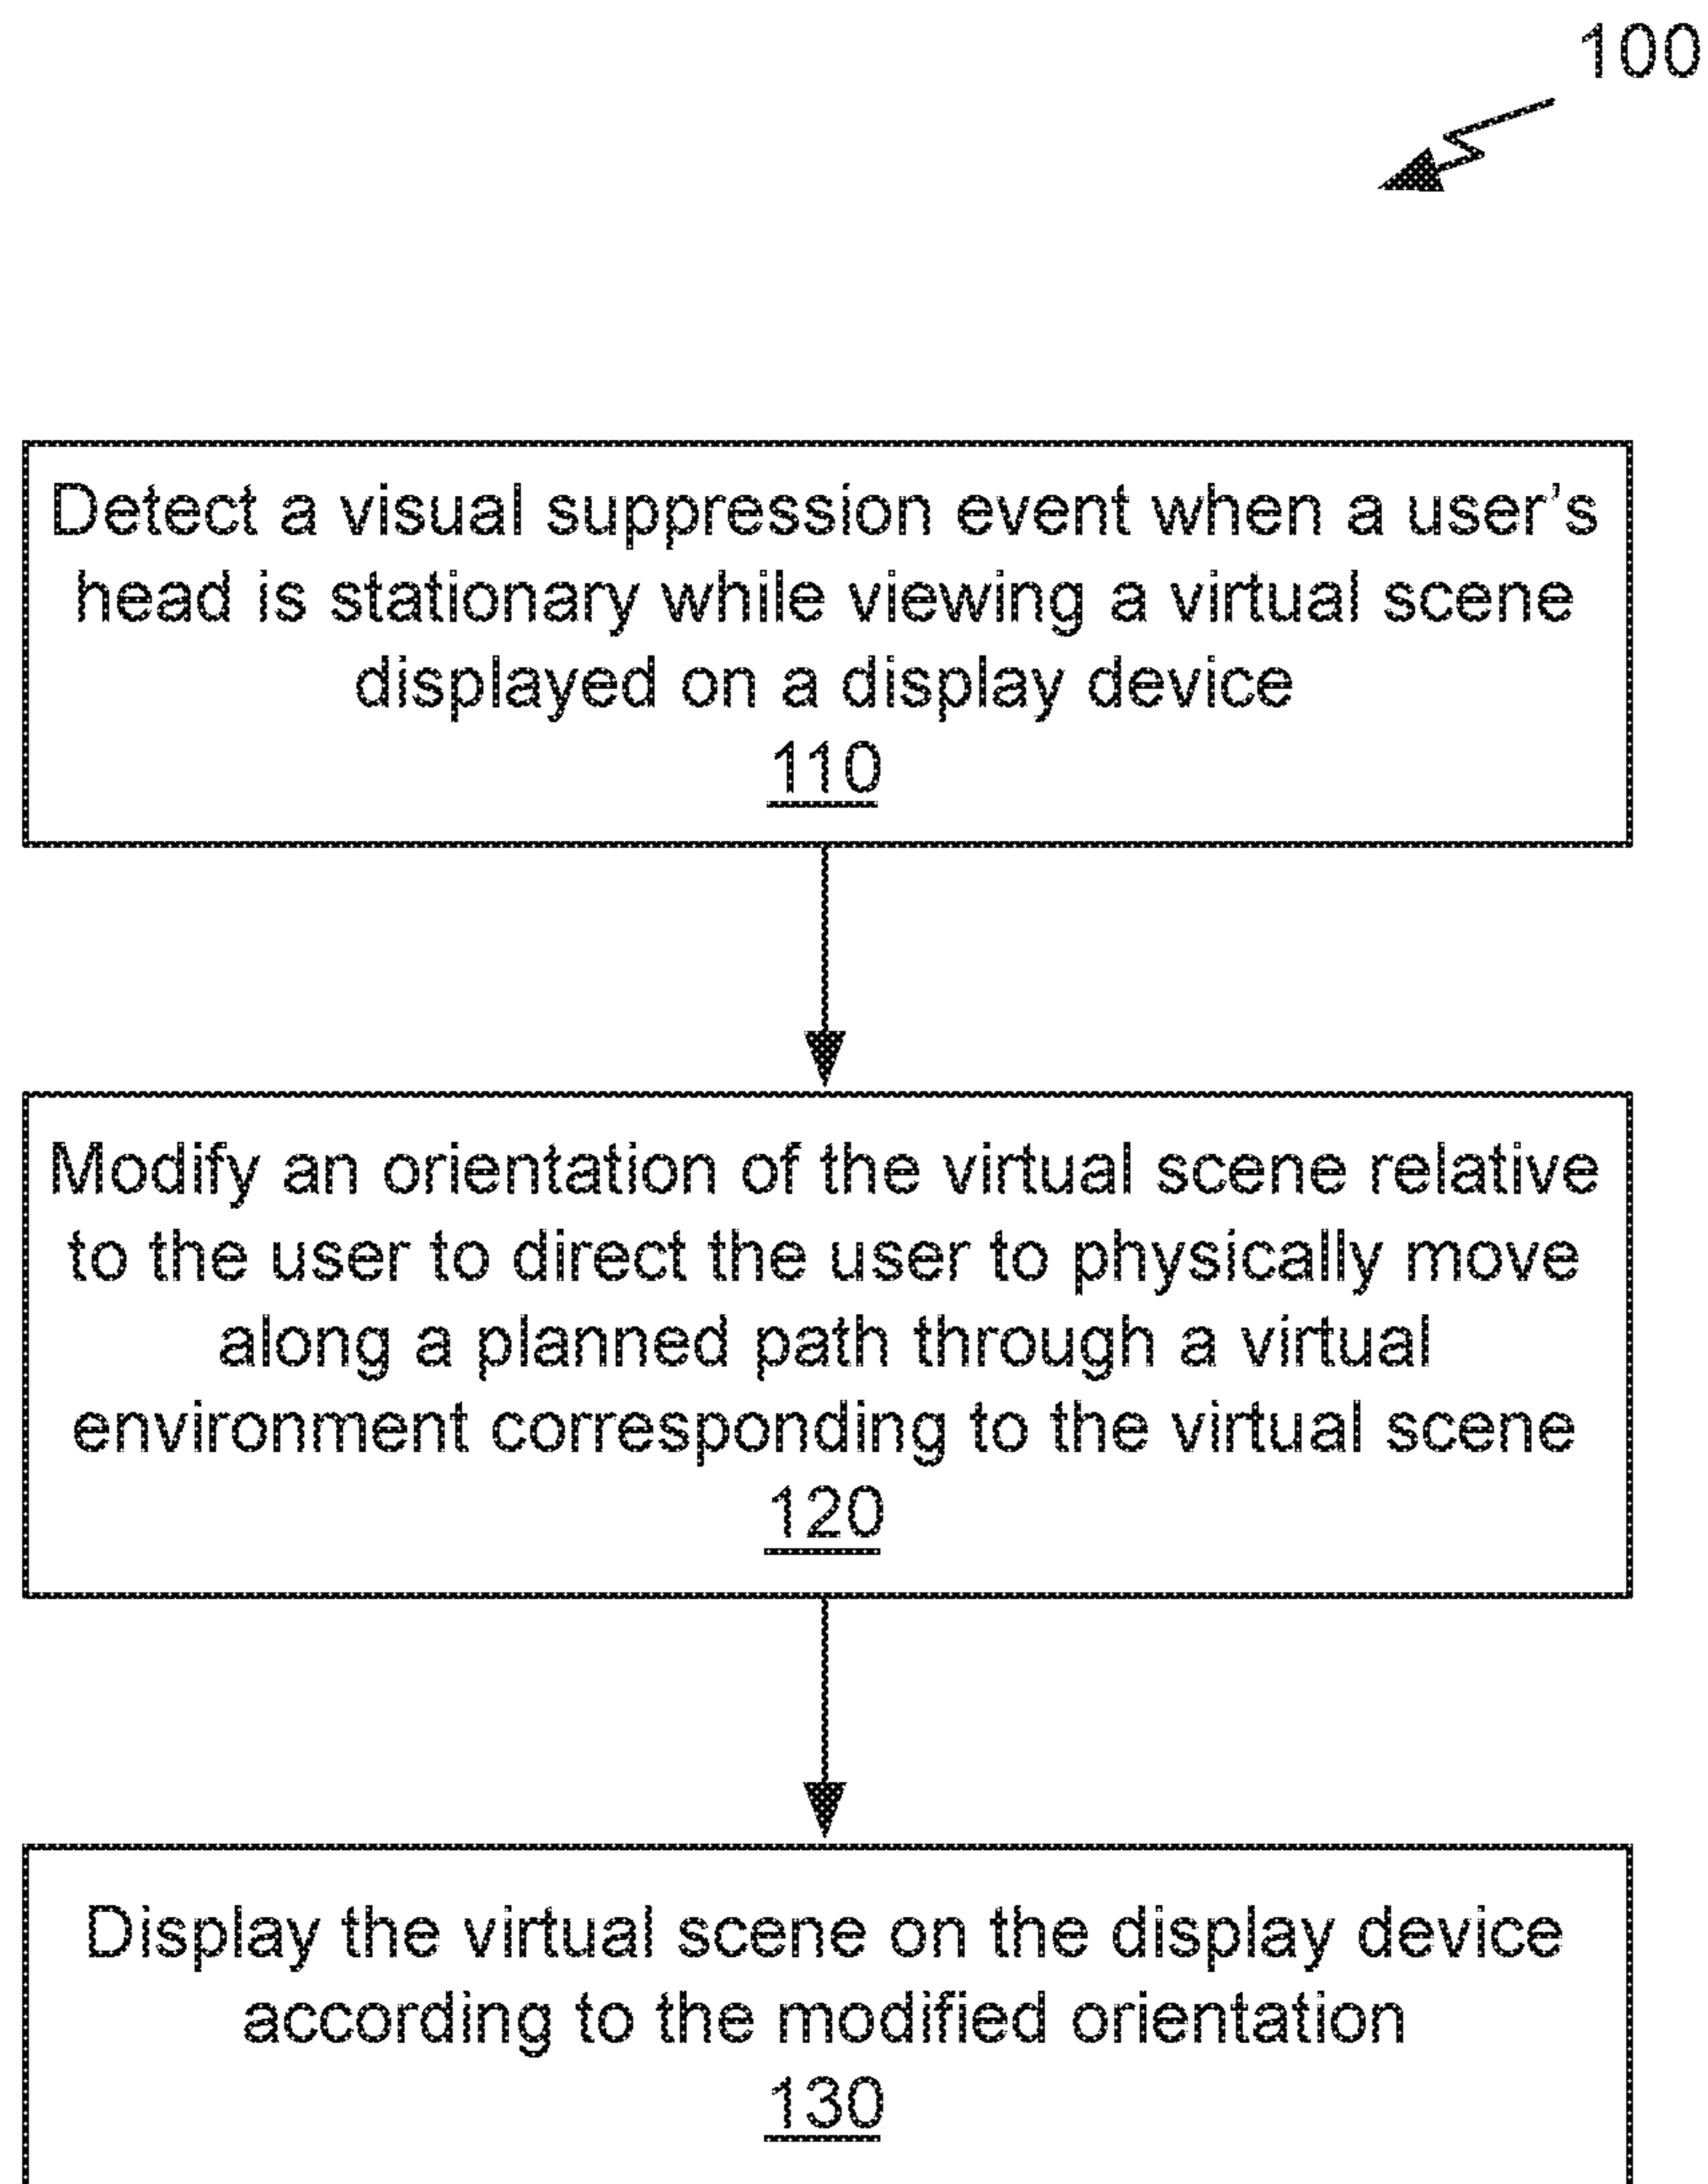 100
Detect a visual suppression event when a user's
head is stationary while viewing a virtual scene
displayed on a display device
110
Modify an orientation of the virtual scene relative
to the user to direct the user to physically move
along a planned path through a virtual
environment corresponding to the virtual scene
120
Display the virtual scene on the display device
according to the modified orientation
130